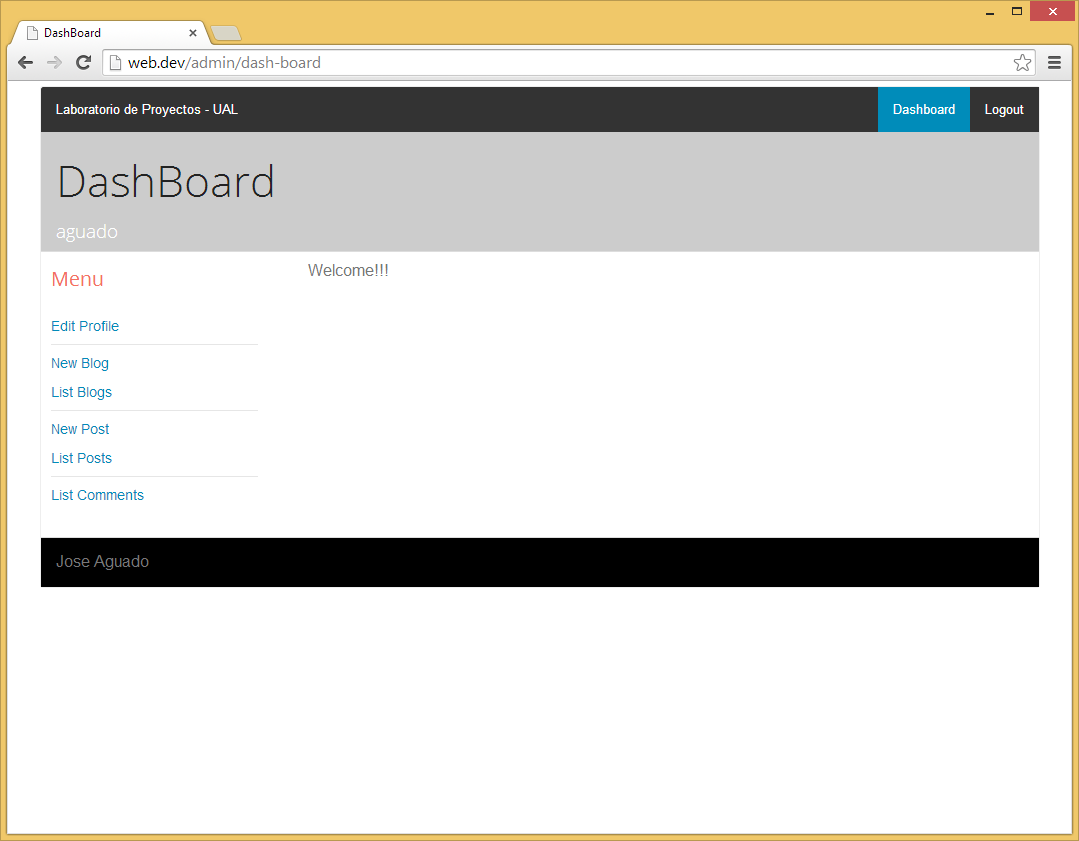 DashBoard
web.dev/admin/dash-board
Laboratorio de Proyectos - UAL Dashboard Logout
DashBoard
aguado
Menu
Welcome!!!
Edit Profile
New Blog
List Blogs
New Post
List Posts
List Comments
Jose Aguado